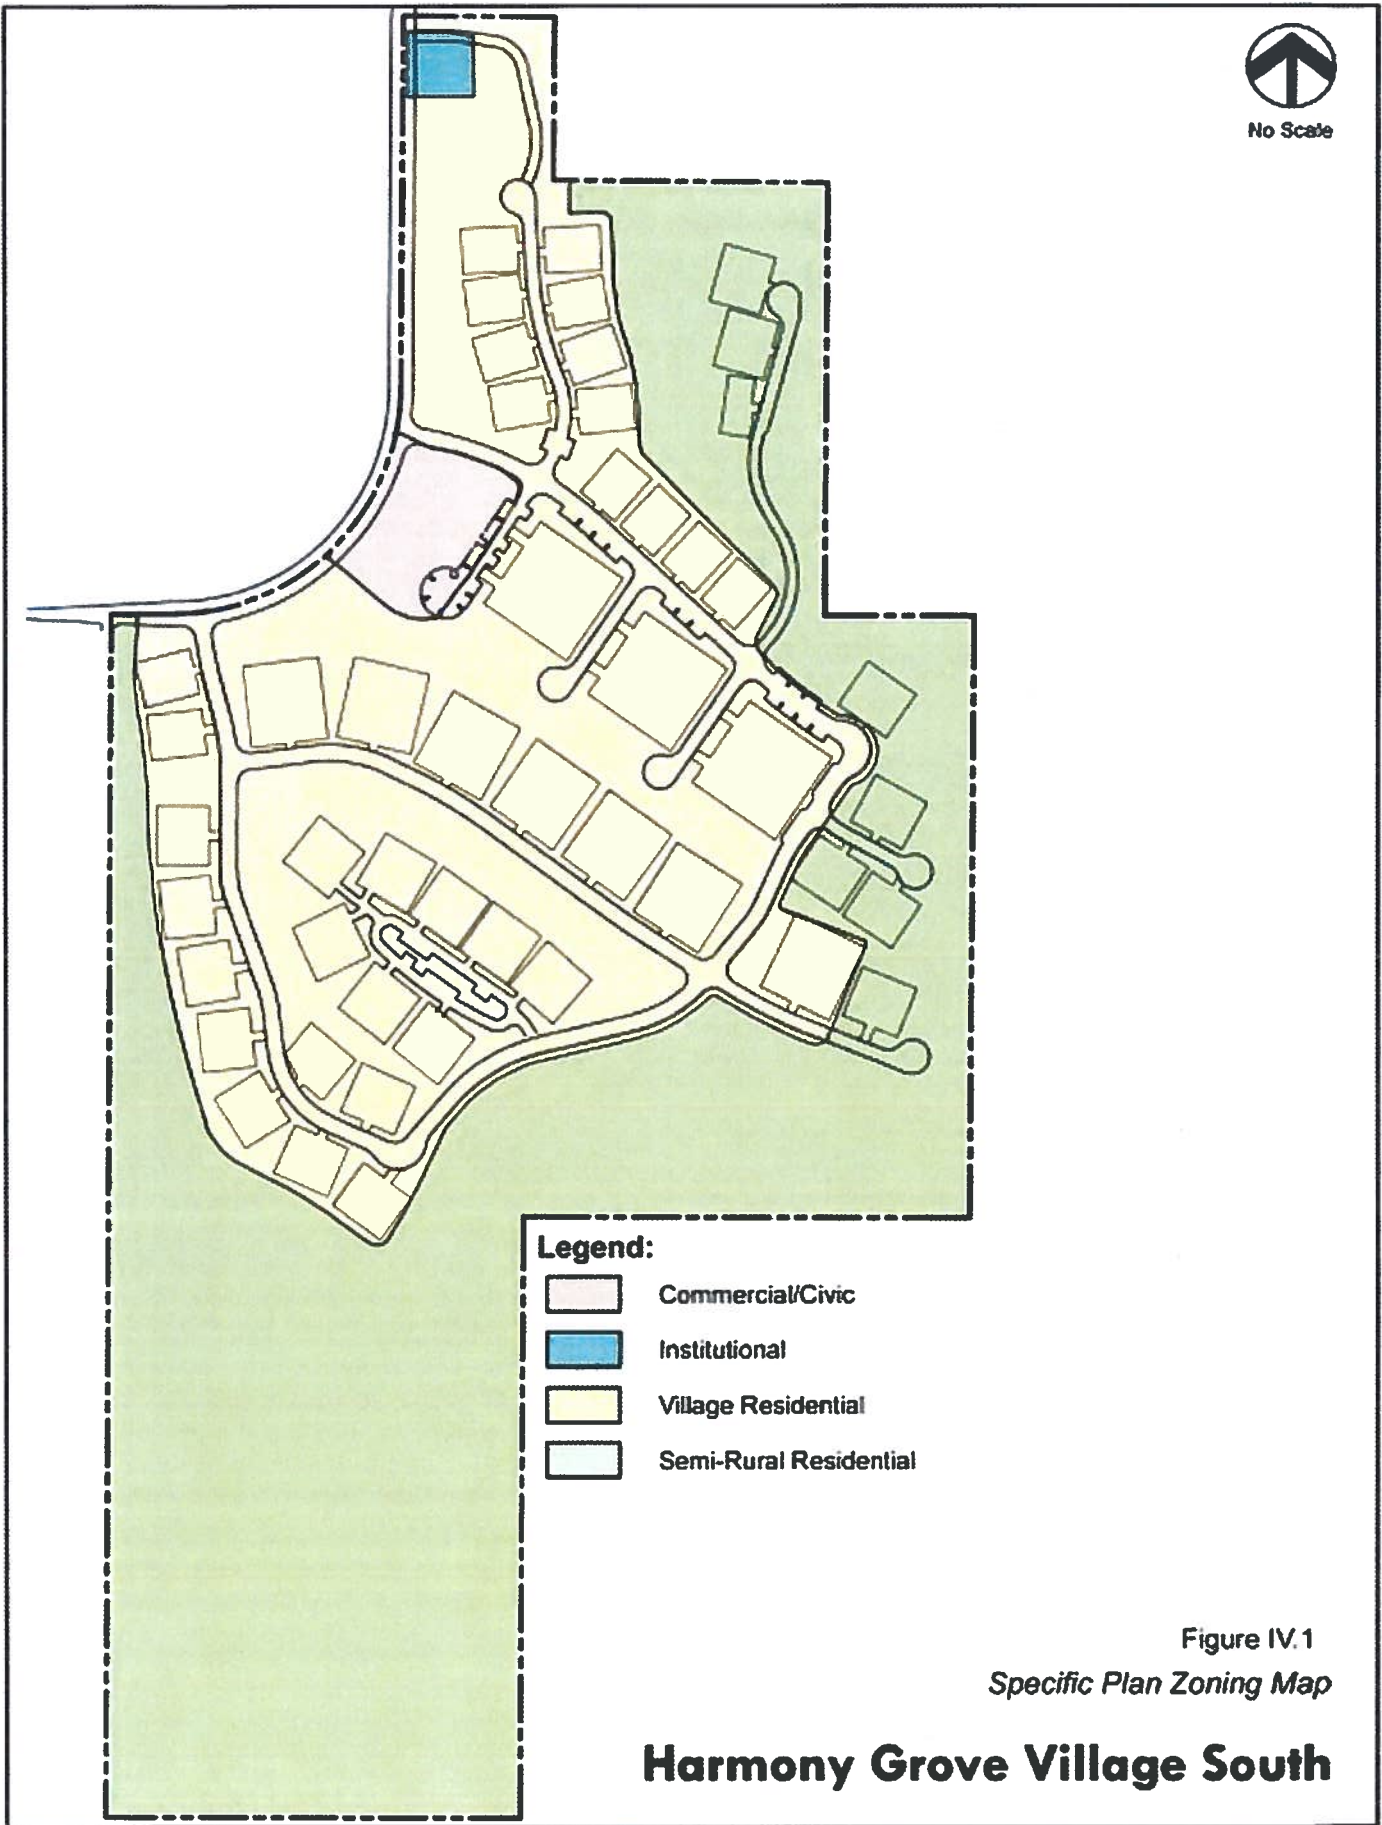 No Scale
Legend:
Commercial/Civic
Institutional
Village Residential
Semi-Rural Residential
Figure IV.1
Specific Plan Zoning Map
Harmony Grove Village South